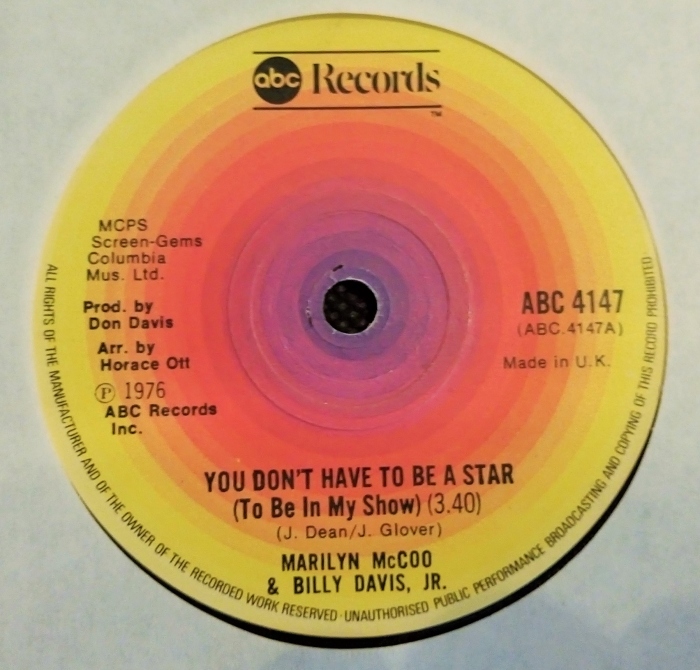 abc Records
™
MCPS
Screen-Gems
Columbia
Mus. Ltd.
Prod. by
Don Davis
Arr. by
Horace Ott
Ⓟ 1976
ABC Records
Inc.
ABC 4147
(ABC.4147A)
Made in U.K.
YOU DON'T HAVE TO BE A STAR
(To Be In My Show) (3.40)
(J. Dean/J. Glover)
MARILYN McCOO
& BILLY DAVIS, JR.
ALL RIGHTS OF THE MANUFACTURER AND OF THE OWNER OF THE RECORDED WORK RESERVED · UNAUTHORISED PUBLIC PERFORMANCE BROADCASTING AND COPYING OF THIS RECORD PROHIBITED